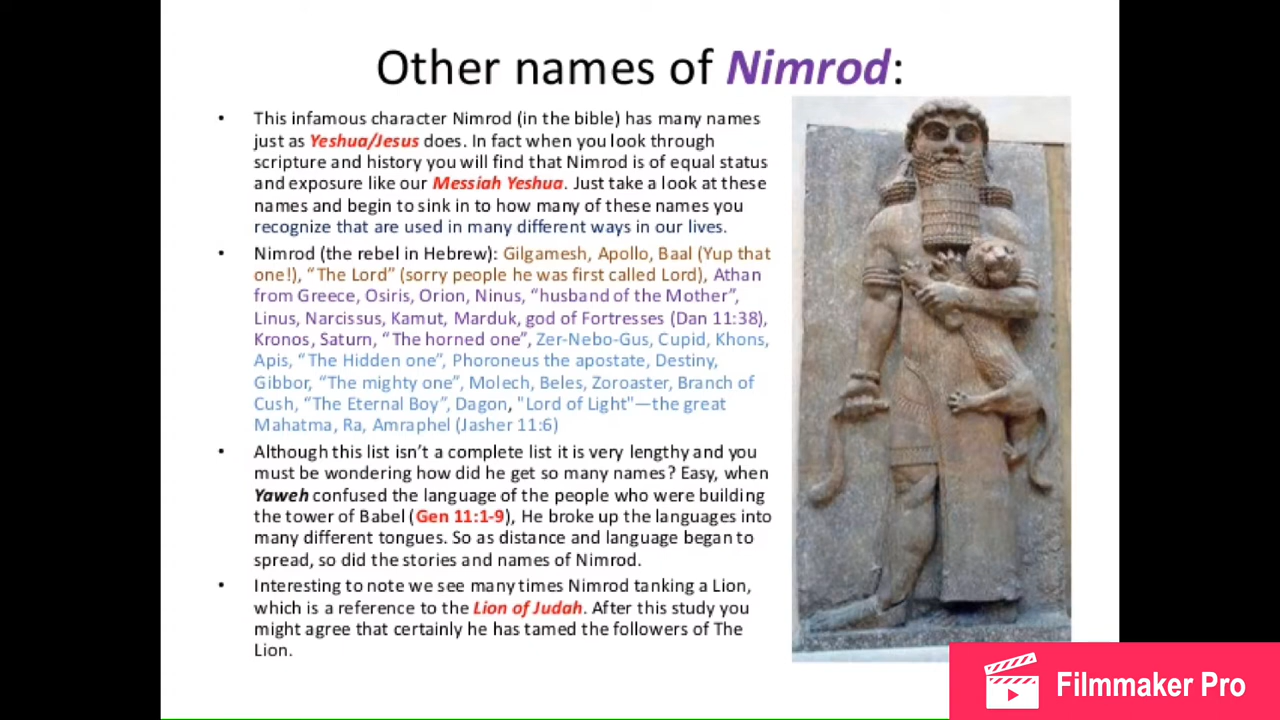 Other names of Nimrod:
• This infamous character Nimrod (in the bible) has many names
just as Yeshua/Jesus does. In fact when you look through
scripture and history you will find that Nimrod is of equal status
and exposure like our Messiah Yeshua. Just take a look at these
names and begin to sink in to how many of these names you
recognize that are used in many different ways in our lives.
• Nimrod (the rebel in Hebrew): Gilgamesh, Apollo, Baal (Yup that
one!), “The Lord” (sorry people he was first called Lord), Athan
from Greece, Osiris, Orion, Ninus, “husband of the Mother”,
Linus, Narcissus, Kamut, Marduk, god of Fortresses (Dan 11:38),
Kronos, Saturn, “The horned one”, Zer-Nebo-Gus, Cupid, Khons,
Apis, “The Hidden one”, Phoroneus the apostate, Destiny,
Gibbor, “The mighty one”, Molech, Beles, Zoroaster, Branch of
Cush, “The Eternal Boy”, Dagon, "Lord of Light"—the great
Mahatma, Ra, Amraphel (Jasher 11:6)
• Although this list isn’t a complete list it is very lengthy and you
must be wondering how did he get so many names? Easy, when
Yaweh confused the language of the people who were building
the tower of Babel (Gen 11:1-9), He broke up the languages into
many different tongues. So as distance and language began to
spread, so did the stories and names of Nimrod.
• Interesting to note we see many times Nimrod tanking a Lion,
which is a reference to the Lion of Judah. After this study you
might agree that certainly he has tamed the followers of The
Lion.
Filmmaker Pro